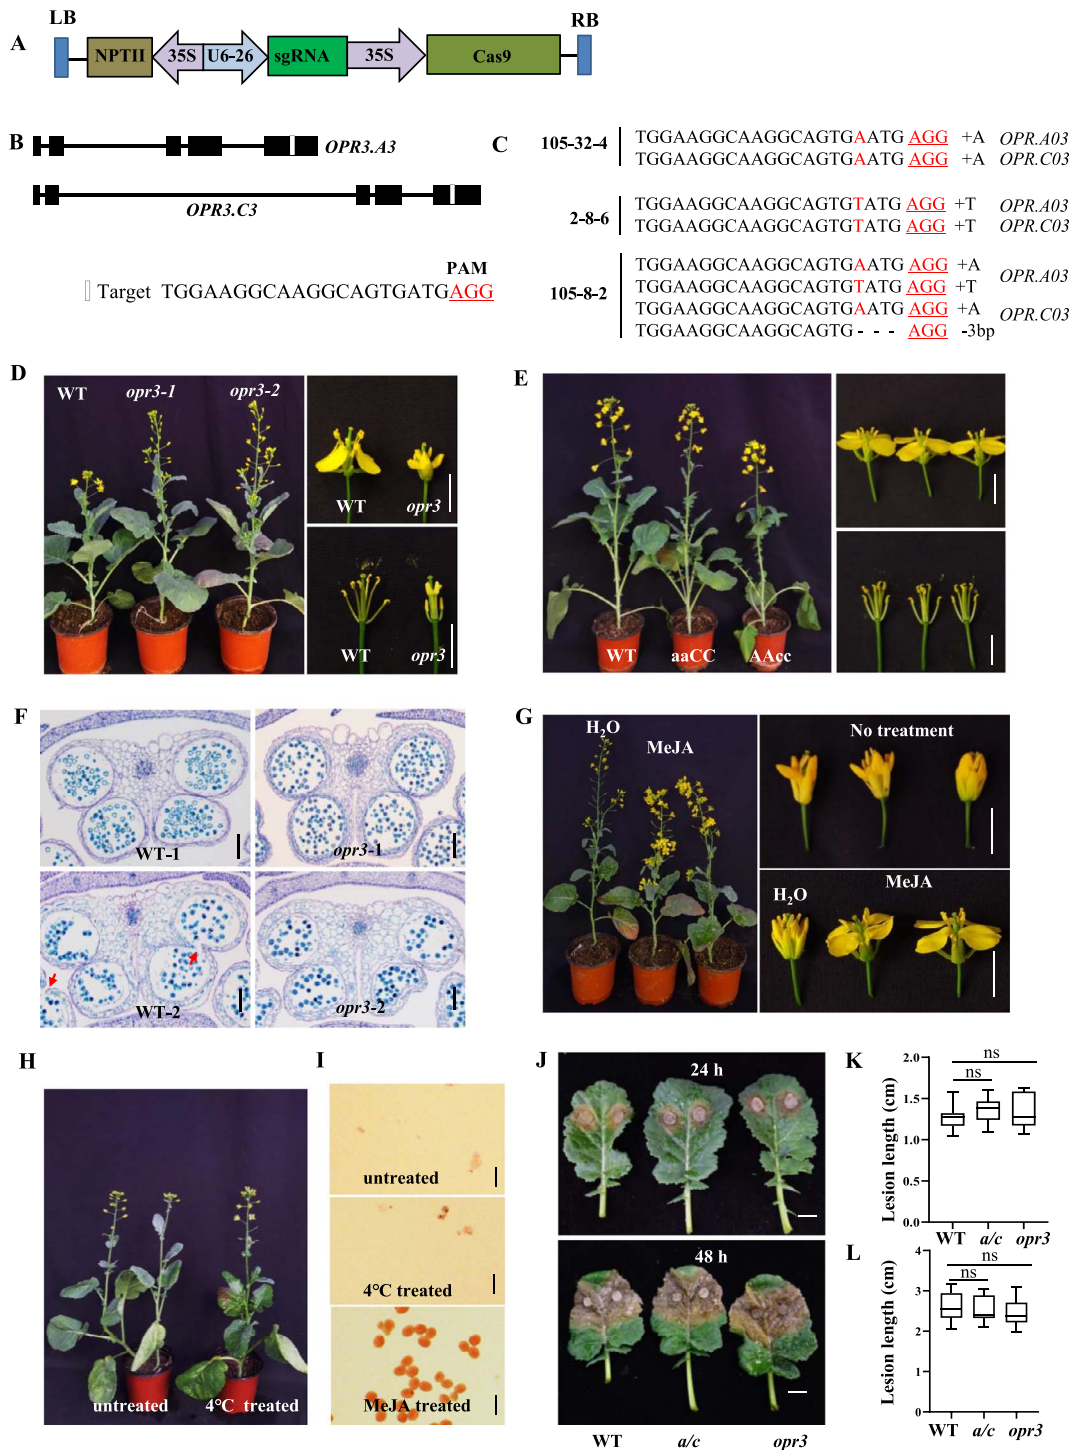 A
LB
RB
NPTII
35S
U6-26
sgRNA
35S
Cas9
B
OPR3.A3
OPR3.C3
PAM
Target TGGAAGGCAAGGCAGTGATGAGG
C
105-32-4
TGGAAGGCAAGGCAGTGAATG AGG +A OPR.A03
TGGAAGGCAAGGCAGTGAATG AGG +A OPR.C03
2-8-6
TGGAAGGCAAGGCAGTGTATG AGG +T OPR.A03
TGGAAGGCAAGGCAGTGTATG AGG +T OPR.C03
105-8-2
TGGAAGGCAAGGCAGTGAATG AGG +A
OPR.A03
TGGAAGGCAAGGCAGTGTATG AGG +T
TGGAAGGCAAGGCAGTGAATG AGG +A
OPR.C03
TGGAAGGCAAGGCAGTG - - - AGG -3bp
D
WT
opr3-1
opr3-2
WT
opr3
WT
opr3
E
WT
aaCC
AAcc
F
WT-1
opr3-1
WT-2
opr3-2
G
H2O
MeJA
No treatment
MeJA
H2O
H
untreated
4°C treated
I
untreated
4°C treated
MeJA treated
J
24 h
48 h
WT
a/c
opr3
K
Lesion length (cm)
2.0
1.5
1.0
0.5
0.0
ns
ns
WT
a/c
opr3
L
Lesion length (cm)
4
3
2
1
0
ns
ns
WT
a/c
opr3